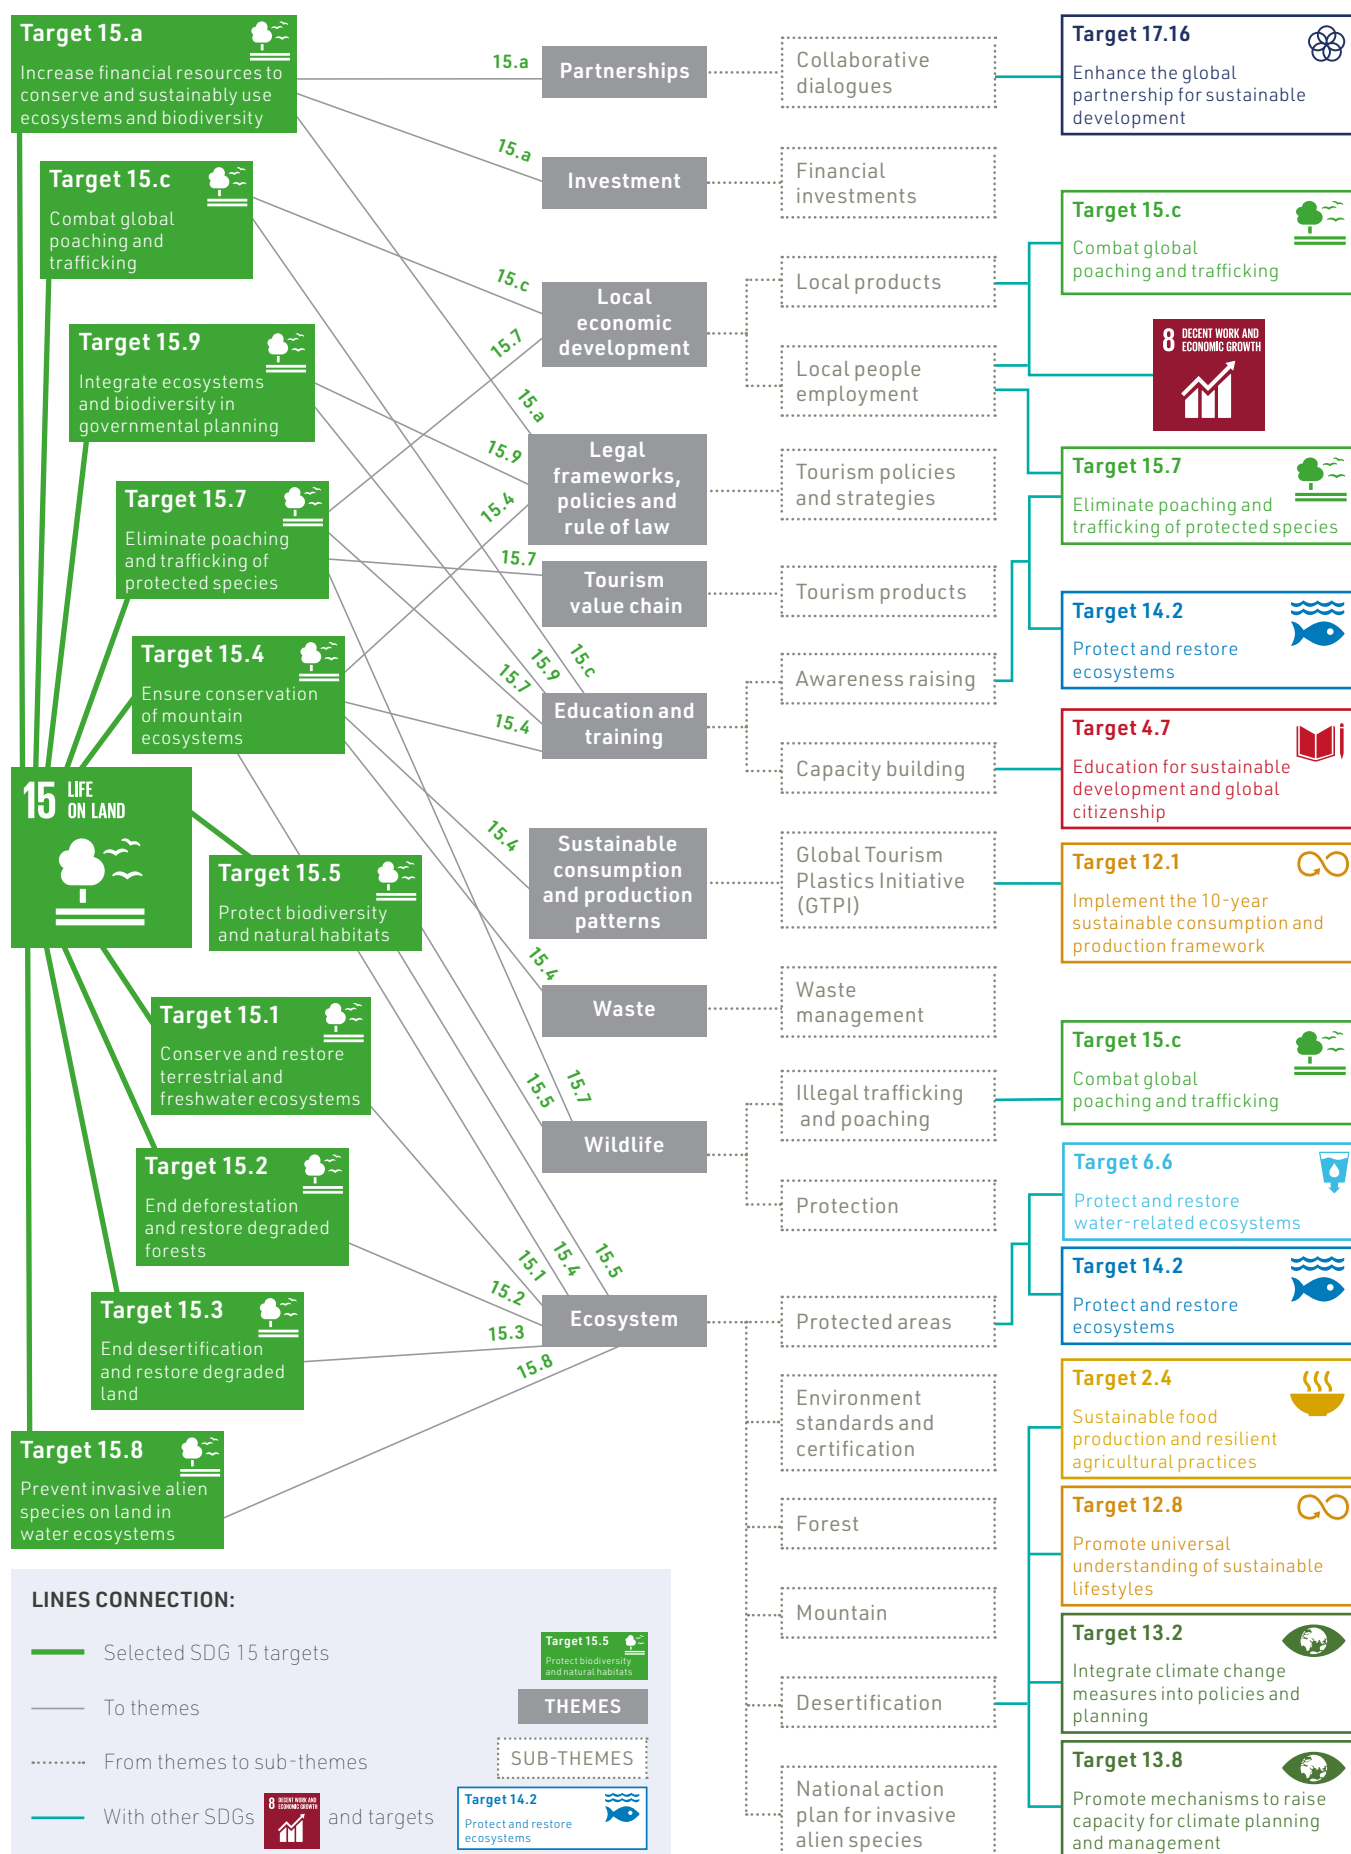 Target 15.a
Increase financial resources to
conserve and sustainably use
ecosystems and biodiversity
Target 15.c
Combat global
poaching and
trafficking
Target 15.9
Integrate ecosystems
and biodiversity in
governmental planning
Target 15.7
Eliminate poaching
and trafficking of
protected species
Target 15.4
Ensure conservation
of mountain
ecosystems
15 LIFE
ON LAND
Target 15.5
Protect biodiversity
and natural habitats
Target 15.1
Conserve and restore
terrestrial and
freshwater ecosystems
Target 15.2
End deforestation
and restore degraded
forests
Target 15.3
End desertification
and restore degraded
land
Target 15.8
Prevent invasive alien
species on land in
water ecosystems
15.a
15.a
15.c
15.7
15.a
15.9
15.4
15.7
15.c
15.9
15.7
15.4
15.4
15.4
15.7
15.5
15.5
15.4
15.1
15.2
15.3
15.8
Partnerships
Investment
Local
economic
development
Legal
frameworks,
policies and
rule of law
Tourism
value chain
Education and
training
Sustainable
consumption
and production
patterns
Waste
Wildlife
Ecosystem
Collaborative
dialogues
Financial
investments
Local products
Local people
employment
Tourism policies
and strategies
Tourism products
Awareness raising
Capacity building
Global Tourism
Plastics Initiative
(GTPI)
Waste
management
Illegal trafficking
and poaching
Protection
Protected areas
Environment
standards and
certification
Forest
Mountain
Desertification
National action
plan for invasive
alien species
Target 17.16
Enhance the global
partnership for sustainable
development
Target 15.c
Combat global
poaching and trafficking
8 DECENT WORK AND
ECONOMIC GROWTH
Target 15.7
Eliminate poaching and
trafficking of protected species
Target 14.2
Protect and restore
ecosystems
Target 4.7
Education for sustainable
development and global
citizenship
Target 12.1
Implement the 10-year
sustainable consumption and
production framework
Target 15.c
Combat global
poaching and trafficking
Target 6.6
Protect and restore
water-related ecosystems
Target 14.2
Protect and restore
ecosystems
Target 2.4
Sustainable food
production and resilient
agricultural practices
Target 12.8
Promote universal
understanding of sustainable
lifestyles
Target 13.2
Integrate climate change
measures into policies and
planning
Target 13.8
Promote mechanisms to raise
capacity for climate planning
and management
LINES CONNECTION:
Selected SDG 15 targets
Target 15.5
Protect biodiversity
and natural habitats
To themes
THEMES
From themes to sub-themes
SUB-THEMES
With other SDGs
8 DECENT WORK AND
ECONOMIC GROWTH
and targets
Target 14.2
Protect and restore
ecosystems